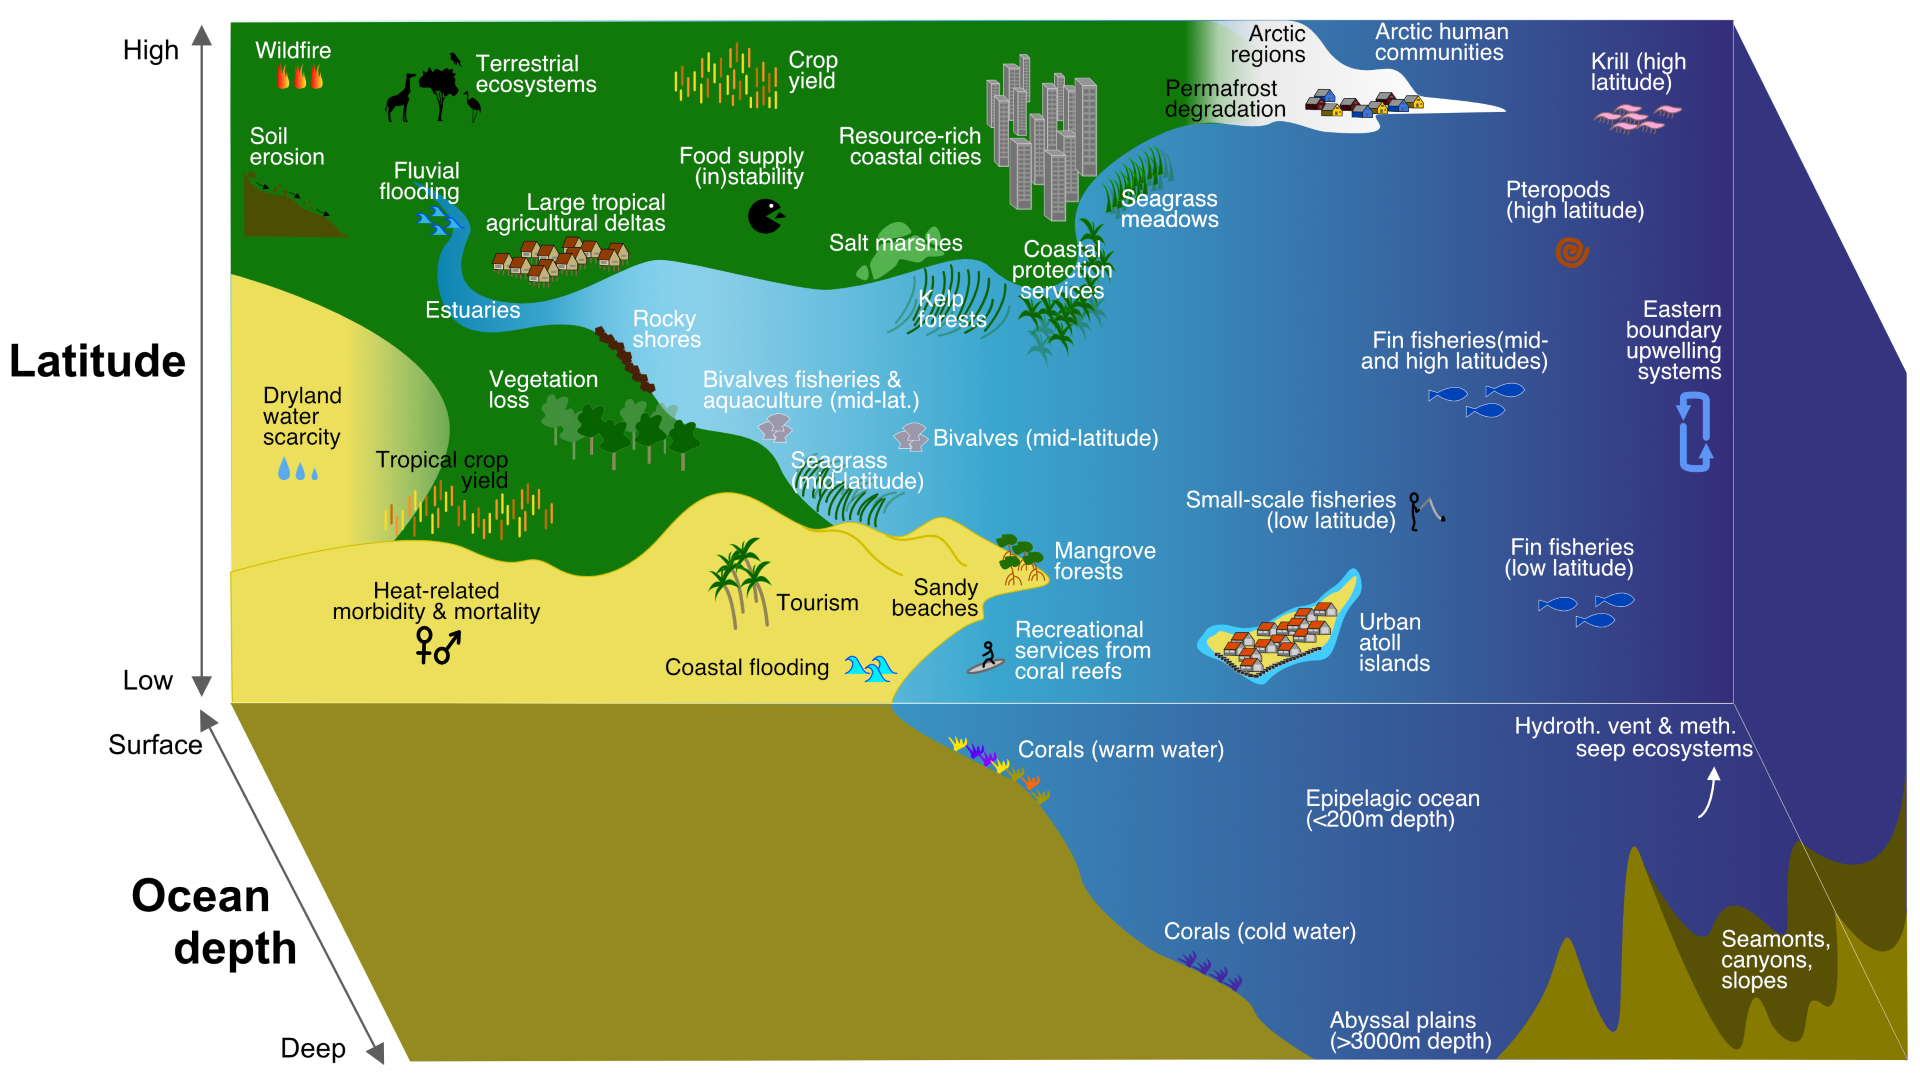 High
Latitude
Low
Surface
Ocean
depth
Deep
Wildfire
Terrestrial
ecosystems
Crop
yield
Arctic
regions
Arctic human
communities
Krill (high
latitude)
Permafrost
degradation
Soil
erosion
Resource-rich
coastal cities
Fluvial
flooding
Food supply
(in)stability
Large tropical
agricultural deltas
Seagrass
meadows
Pteropods
(high latitude)
Salt marshes
Coastal
protection
services
Estuaries
Rocky
shores
Kelp
forests
Eastern
boundary
upwelling
systems
Fin fisheries(mid-
and high latitudes)
Dryland
water
scarcity
Vegetation
loss
Bivalves fisheries &
aquaculture (mid-lat.)
Bivalves (mid-latitude)
Tropical crop
yield
Seagrass
(mid-latitude)
Small-scale fisheries
(low latitude)
Mangrove
forests
Fin fisheries
(low latitude)
Heat-related
morbidity & mortality
Tourism
Sandy
beaches
Recreational
services from
coral reefs
Urban
atoll
islands
Coastal flooding
Corals (warm water)
Hydroth. vent & meth.
seep ecosystems
Epipelagic ocean
(<200m depth)
Corals (cold water)
Seamonts,
canyons,
slopes
Abyssal plains
(>3000m depth)